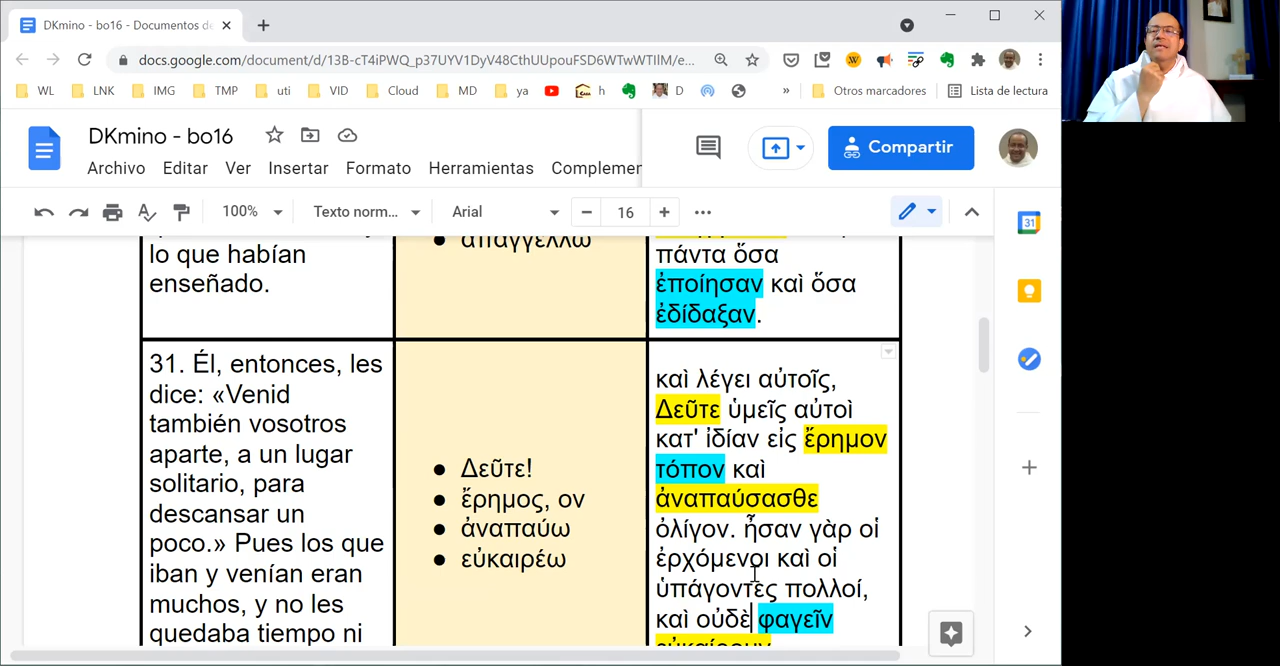 DKmino - bo16 - Documentos de
docs.google.com/document/d/13B-cT4iPWQ_p37UYV1DyV48CthUUpouFSD6WTwWTIlM/e...
WL LNK IMG TMP uti VID Cloud MD ya h D » Otros marcadores Lista de lectura
DKmino - bo16
Compartir
Archivo Editar Ver Insertar Formato Herramientas Complemen
100% Texto norm... Arial 16
31
lo que habían
enseñado.
● ἀπαγγέλλω
πάντα ὅσα
ἐποίησαν καὶ ὅσα
ἐδίδαξαν.
31. Él, entonces, les
dice: «Venid
también vosotros
aparte, a un lugar
solitario, para
descansar un
poco.» Pues los que
iban y venían eran
muchos, y no les
quedaba tiempo ni
● Δεῦτε!
● ἔρημος, ον
● ἀναπαύω
● εὐκαιρέω
καὶ λέγει αὐτοῖς,
Δεῦτε ὑμεῖς αὐτοὶ
κατ' ἰδίαν εἰς ἔρημον
τόπον καὶ
ἀναπαύσασθε
ὀλίγον. ἦσαν γὰρ οἱ
ἐρχόμενοι καὶ οἱ
ὑπάγοντες πολλοί,
καὶ οὐδὲ φαγεῖν
εὐκαίρουν